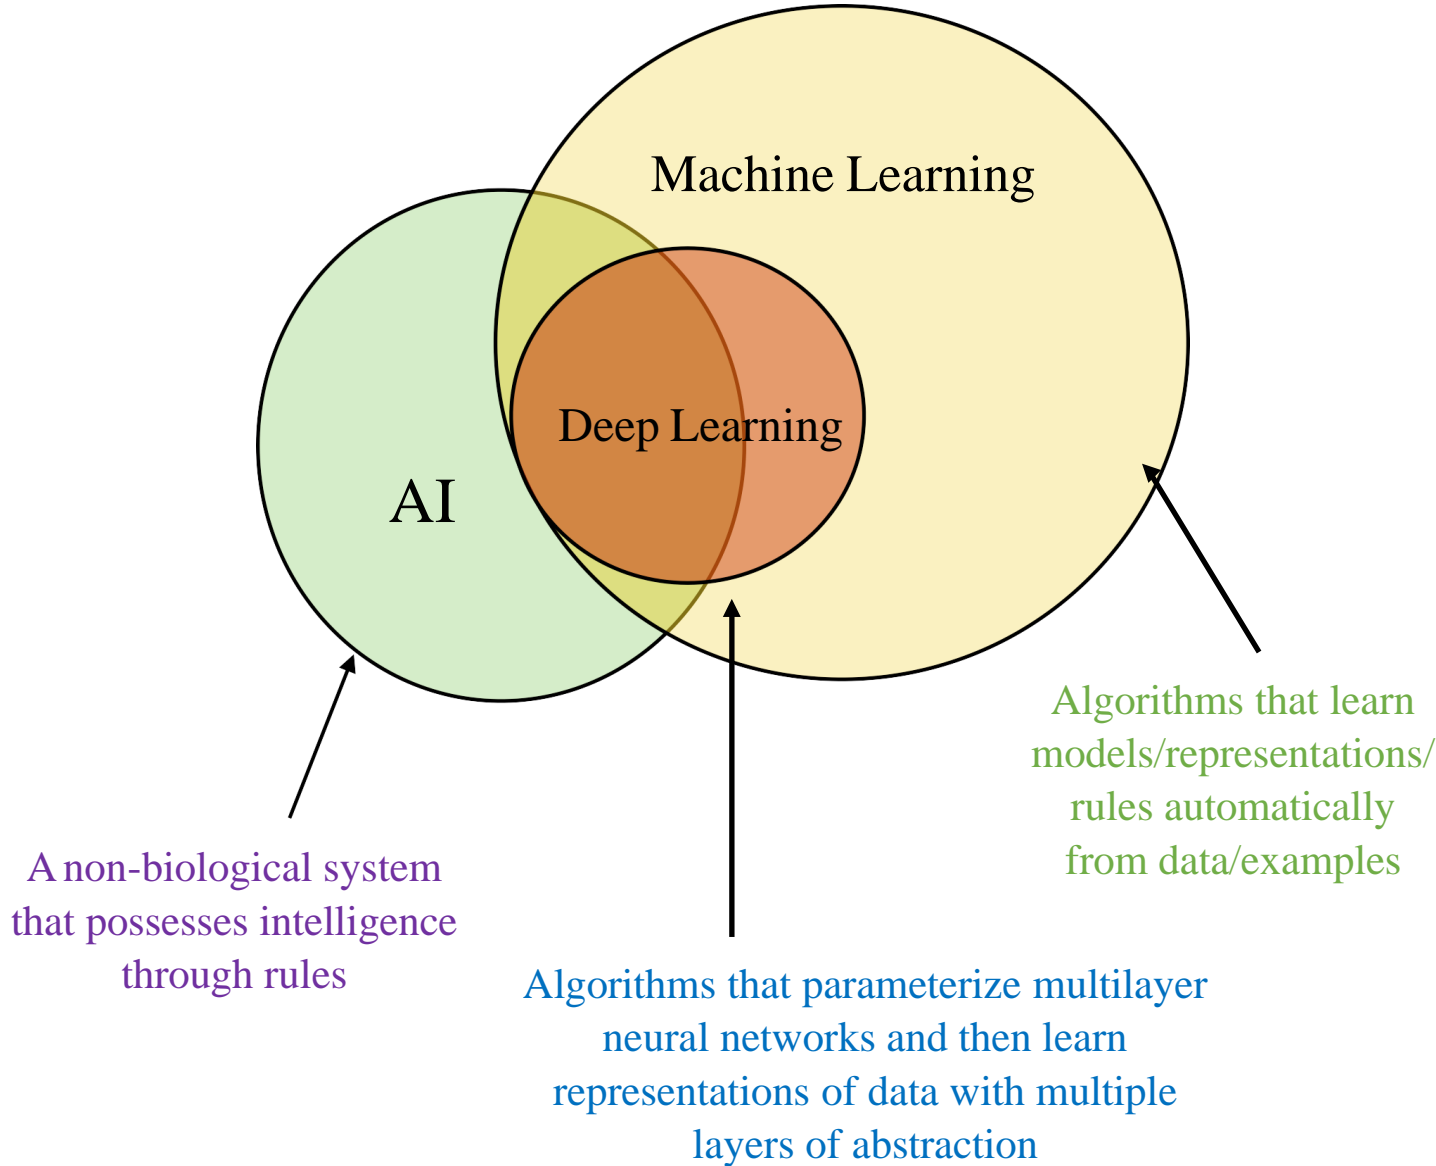 Machine Learning
Deep Learning
AI
Algorithms that learn
models/representations/
rules automatically
from data/examples
A non-biological system
that possesses intelligence
through rules
Algorithms that parameterize multilayer
neural networks and then learn
representations of data with multiple
layers of abstraction